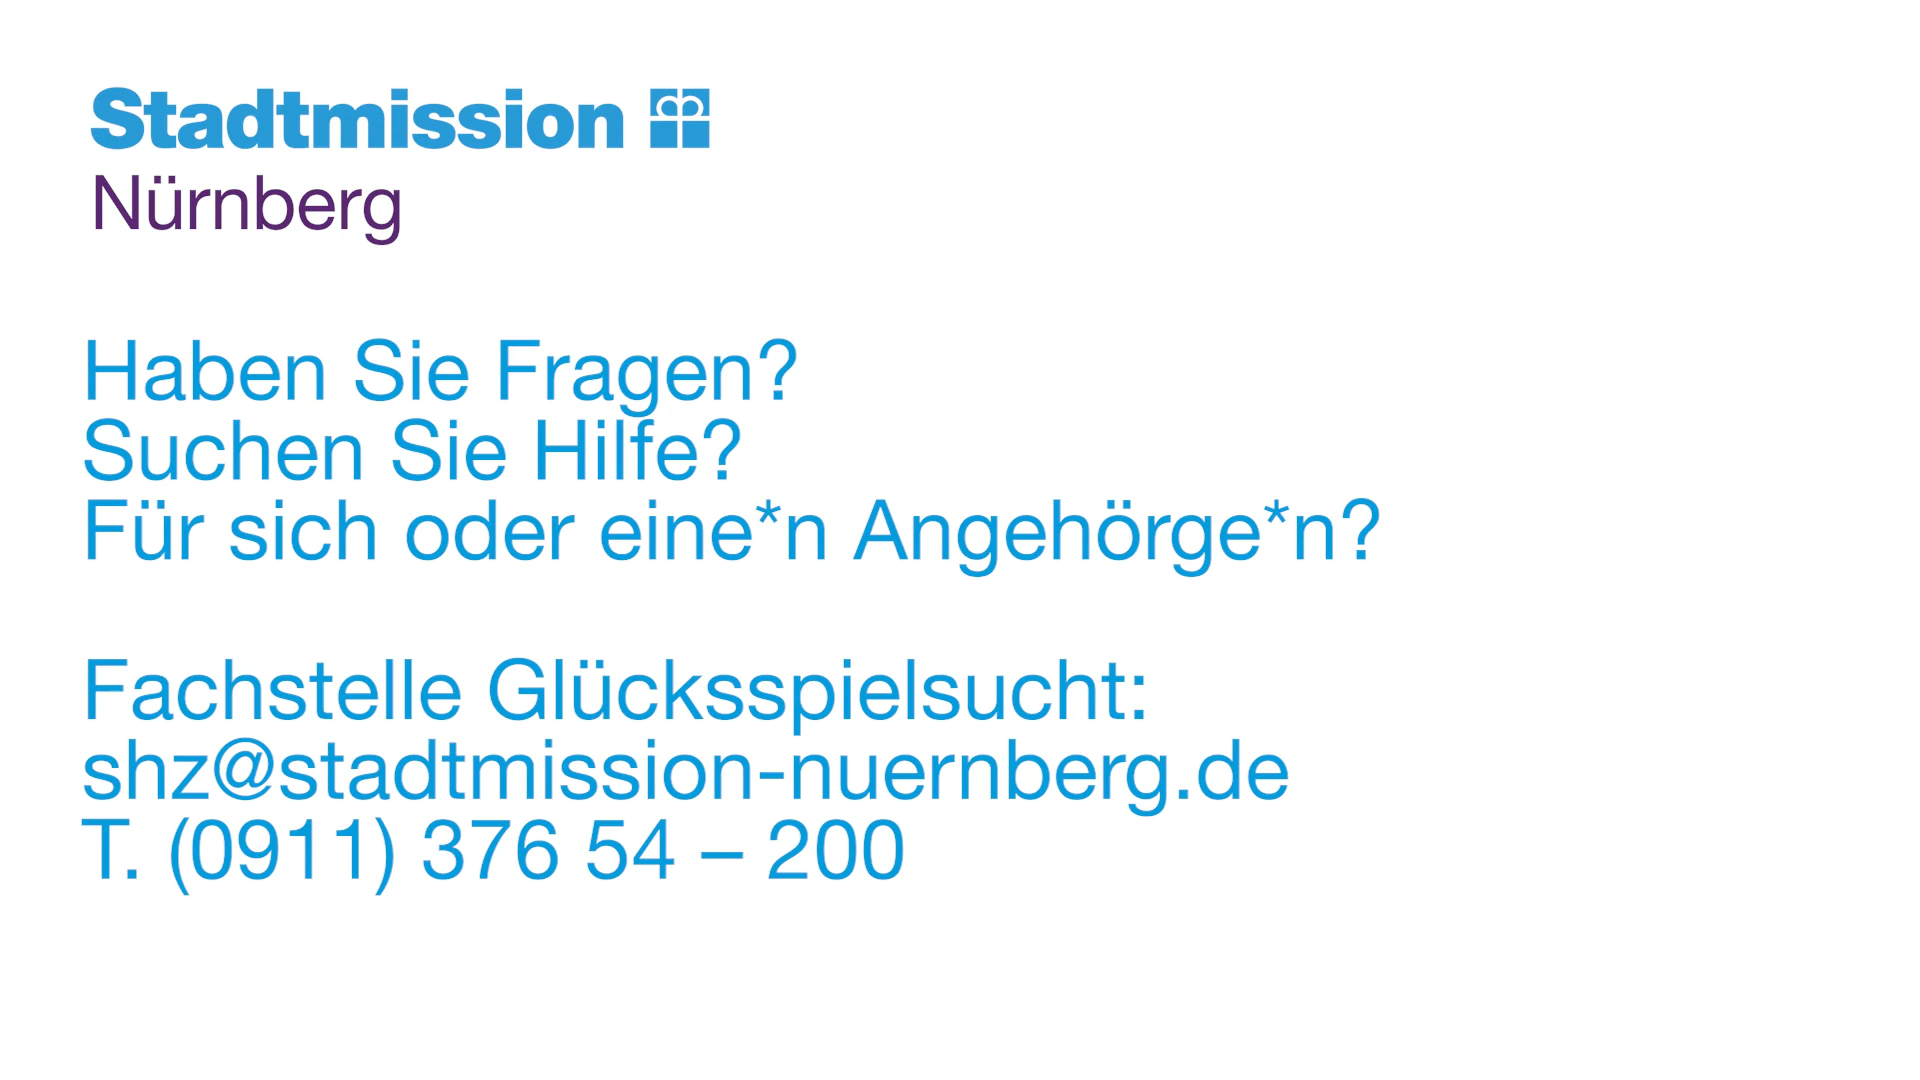 Stadtmission
Nürnberg
Haben Sie Fragen?
Suchen Sie Hilfe?
Für sich oder eine*n Angehörge*n?
Fachstelle Glücksspielsucht:
shz@stadtmission-nuernberg.de
T. (0911) 376 54 – 200